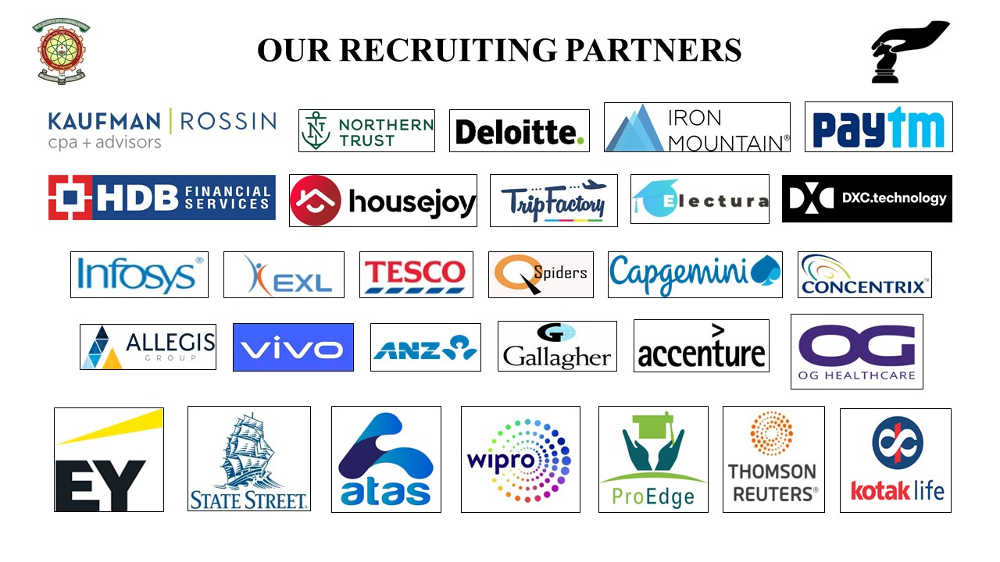 OUR RECRUITING PARTNERS
KAUFMAN ROSSIN
cpa + advisors
NORTHERN
TRUST
Deloitte.
IRON
MOUNTAIN®
paytm
HDB FINANCIAL
SERVICES
housejoy
TripFactory
Electura
DXC.technology
Infosys®
EXL
TESCO
QSpiders
Capgemini
CONCENTRIX™
ALLEGIS
GROUP
vivo
ANZ
G
Gallagher
>
accenture
OG
OG HEALTHCARE
EY
STATE STREET.
atas
wipro
ProEdge
THOMSON
REUTERS®
kotak life